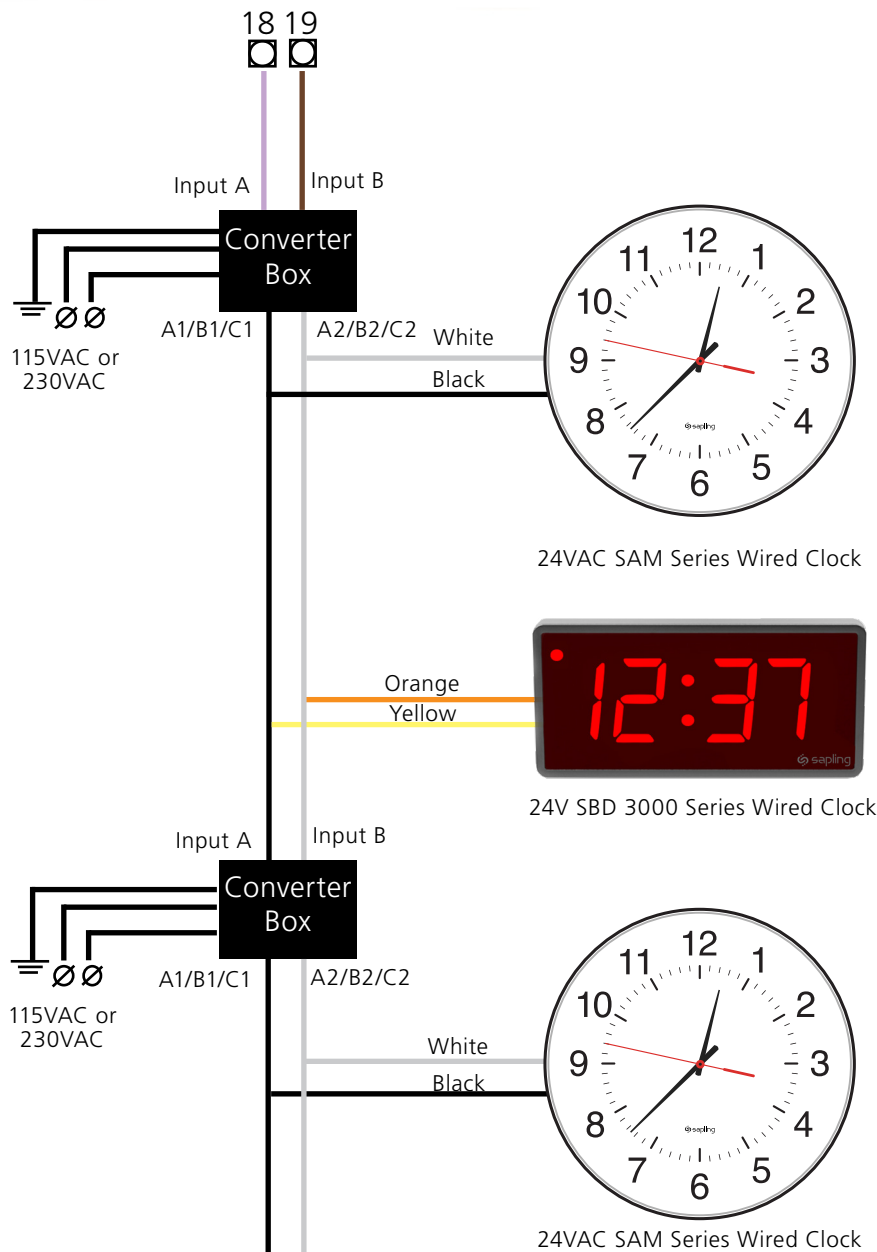 18 19
Input A
Input B
Converter
Box
A1/B1/C1
A2/B2/C2
115VAC or
230VAC
White
Black
12
1
2
3
4
5
6
7
8
9
10
11
sapling
24VAC SAM Series Wired Clock
Orange
Yellow
12:37
sapling
24V SBD 3000 Series Wired Clock
Input A
Input B
Converter
Box
A1/B1/C1
A2/B2/C2
115VAC or
230VAC
White
Black
12
1
2
3
4
5
6
7
8
9
10
11
sapling
24VAC SAM Series Wired Clock